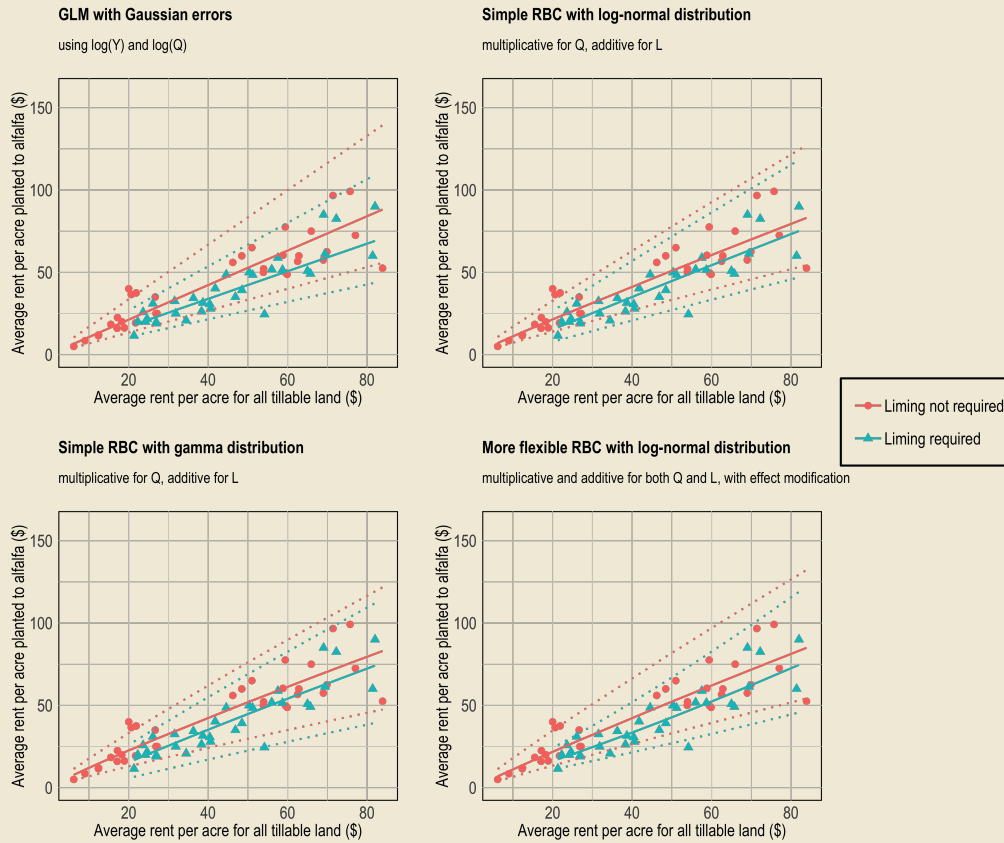 GLM with Gaussian errors
using log(Y) and log(Q)
Average rent per acre planted to alfalfa ($)
150
100
50
0
20 40 60 80
Average rent per acre for all tillable land ($)
Simple RBC with log-normal distribution
multiplicative for Q, additive for L
Average rent per acre planted to alfalfa ($)
150
100
50
0
20 40 60 80
Average rent per acre for all tillable land ($)
Liming not required
Liming required
Simple RBC with gamma distribution
multiplicative for Q, additive for L
Average rent per acre planted to alfalfa ($)
150
100
50
0
20 40 60 80
Average rent per acre for all tillable land ($)
More flexible RBC with log-normal distribution
multiplicative and additive for both Q and L, with effect modification
Average rent per acre planted to alfalfa ($)
150
100
50
0
20 40 60 80
Average rent per acre for all tillable land ($)